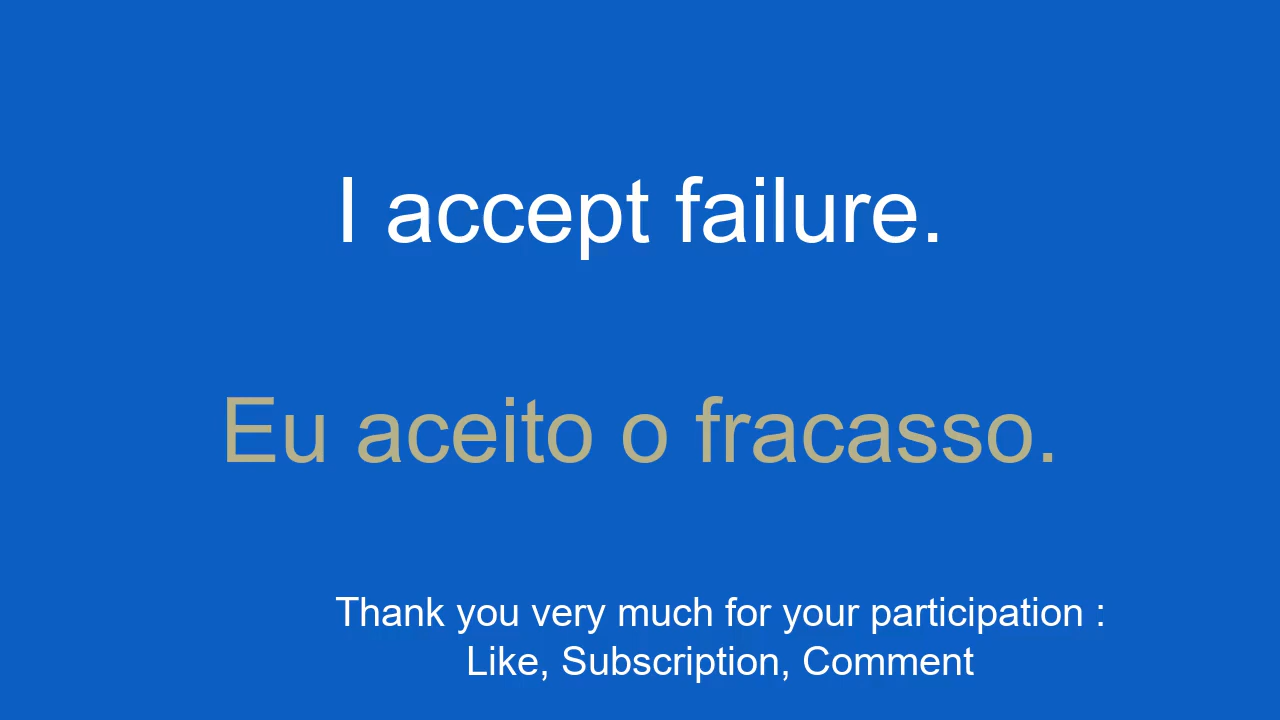 I accept failure.
Eu aceito o fracasso.
Thank you very much for your participation :
Like, Subscription, Comment